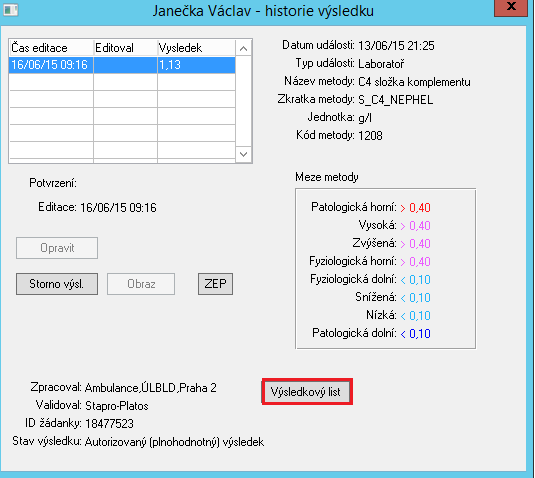 Janečka Václav - historie výsledku
x
Čas editace Editoval Vysledek
16/06/15 09:16 1,13
Datum události: 13/06/15 21:25
Typ události: Laboratoř
Název metody: C4 složka komplementu
Zkratka metody: S_C4_NEPHEL
Jednotka: g/l
Kód metody: 1208
Potvrzení:
Editace: 16/06/15 09:16
Opravit
Storno výsl. Obraz ZEP
Meze metody
Patologická horní: > 0,40
Vysoká: > 0,40
Zvýšená: > 0,40
Fyziologická horní: > 0,40
Fyziologická dolní: < 0,10
Snížená: < 0,10
Nízká: < 0,10
Patologická dolní: < 0,10
Zpracoval: Ambulance,ÚLBLD,Praha 2
Validoval: Stapro-Platos
ID žádanky: 18477523
Stav výsledku: Autorizovaný (plnohodnotný) výsledek
Výsledkový list